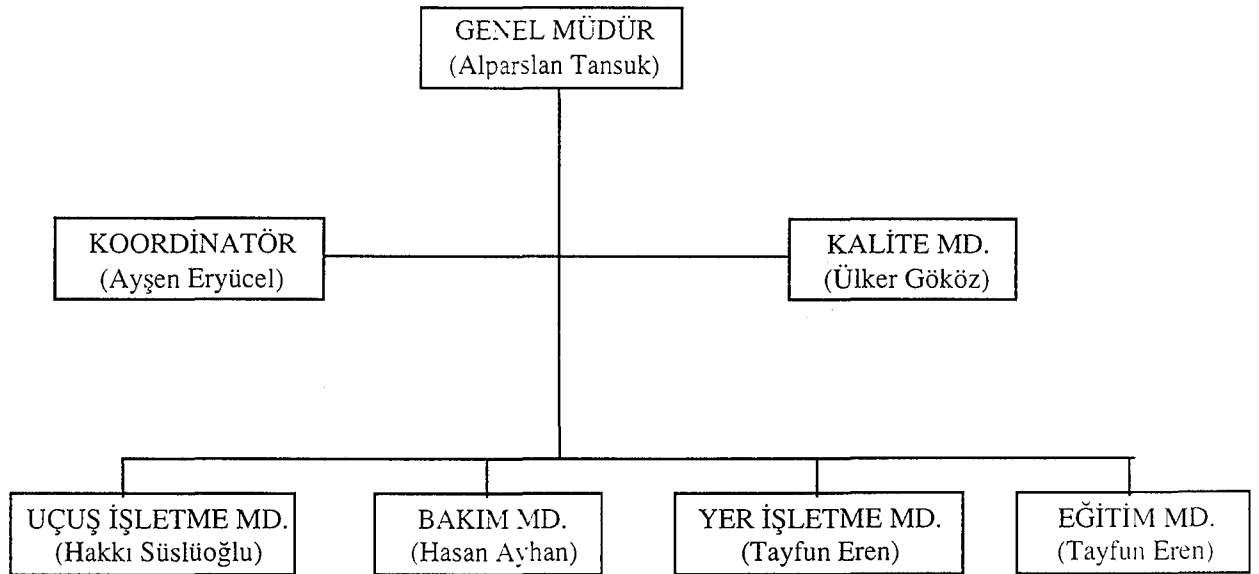 GENEL MÜDÜR
(Alparslan Tansuk)
KOORDİNATÖR
(Ayşen Eryücel)
KALİTE MD.
(Ülker Gököz)
UÇUŞ İŞLETME MD.
(Hakkı Süslüoğlu)
BAKIM MD.
(Hasan Ayhan)
YER İŞLETME MD.
(Tayfun Eren)
EĞİTİM MD.
(Tayfun Eren)